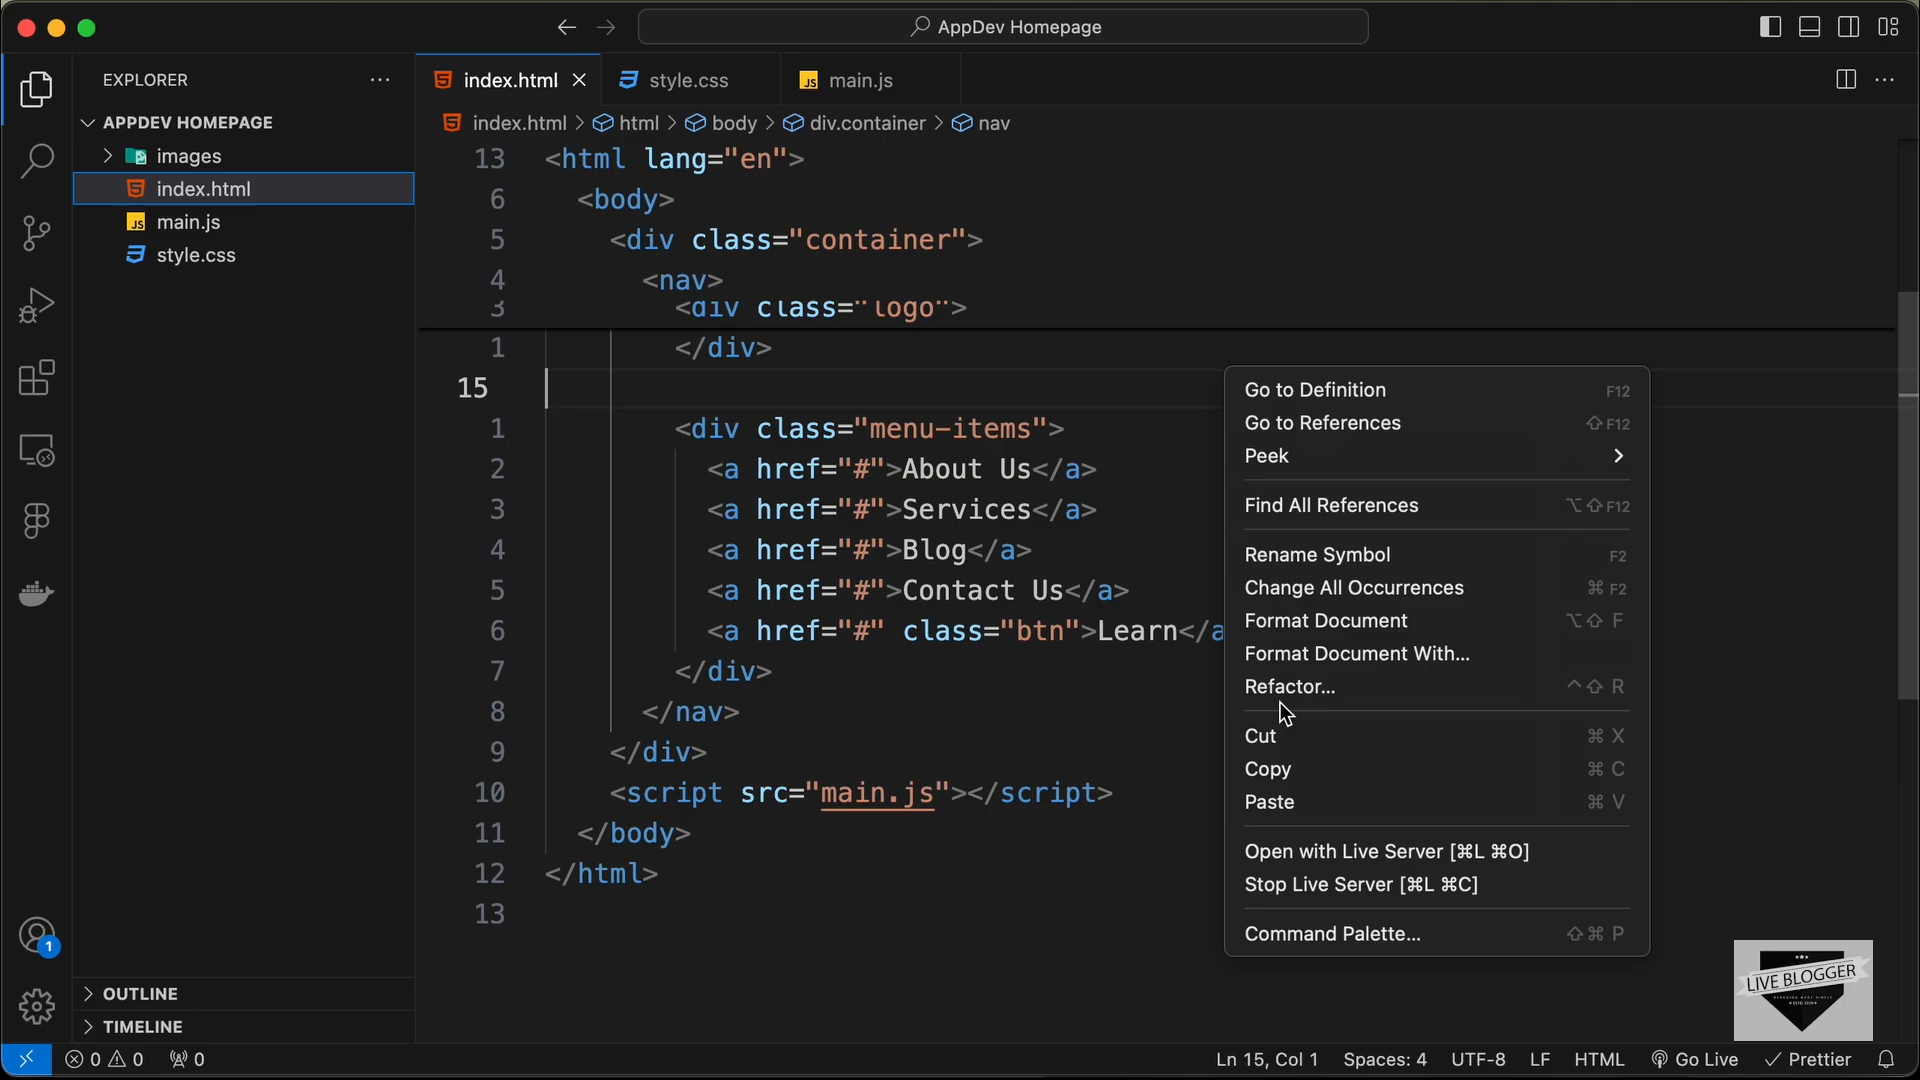 AppDev Homepage
EXPLORER
APPDEV HOMEPAGE
images
index.html
main.js
style.css
OUTLINE
TIMELINE
index.html
style.css
main.js
index.html > html > body > div.container > nav
13 <html lang="en">
6 <body>
5 <div class="container">
4 <nav>
3 <div class="logo">
1 </div>
15
1 <div class="menu-items">
2 <a href="#">About Us</a>
3 <a href="#">Services</a>
4 <a href="#">Blog</a>
5 <a href="#">Contact Us</a>
6 <a href="#" class="btn">Learn</a
7 </div>
8 </nav>
9 </div>
10 <script src="main.js"></script>
11 </body>
12 </html>
13
Go to Definition F12
Go to References ⇧F12
Peek
Find All References ⌥⇧F12
Rename Symbol F2
Change All Occurrences ⌘F2
Format Document ⌥⇧F
Format Document With...
Refactor... ^⇧R
Cut ⌘X
Copy ⌘C
Paste ⌘V
Open with Live Server [⌘L ⌘O]
Stop Live Server [⌘L ⌘C]
Command Palette... ⇧⌘P
LIVE BLOGGER
1
0 0 0
Ln 15, Col 1 Spaces: 4 UTF-8 LF HTML Go Live Prettier